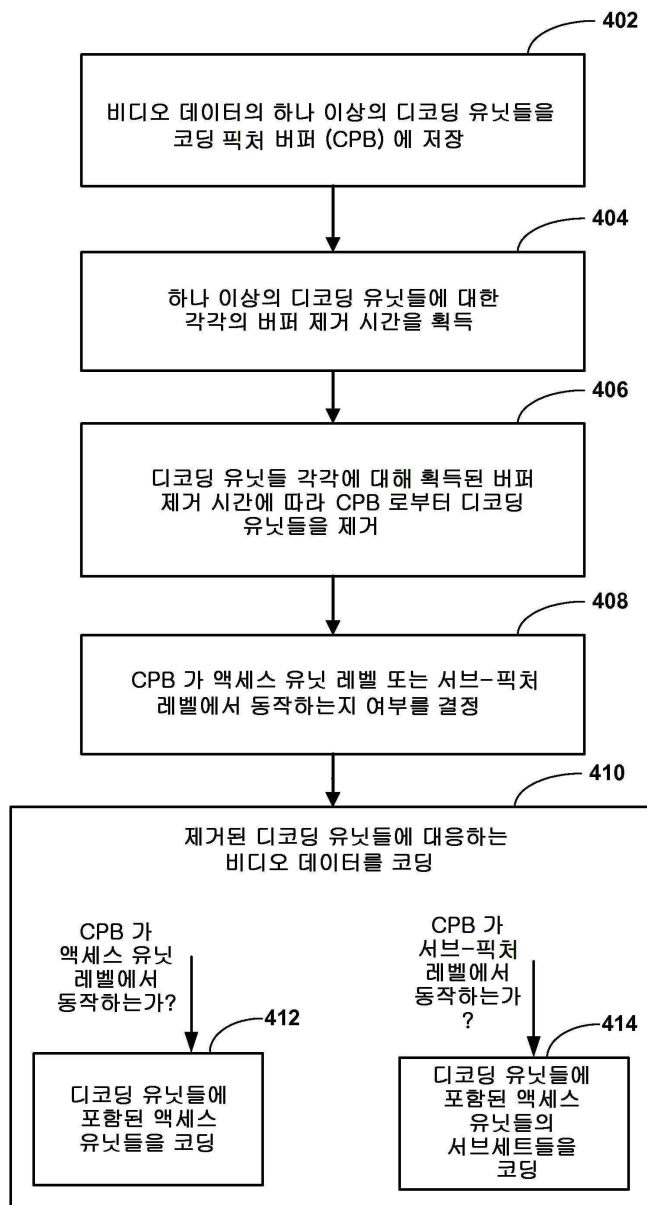 402
비디오 데이터의 하나 이상의 디코딩 유닛들을
코딩 픽처 버퍼 (CPB) 에 저장
404
하나 이상의 디코딩 유닛들에 대한
각각의 버퍼 제거 시간을 획득
406
디코딩 유닛들 각각에 대해 획득된 버퍼
제거 시간에 따라 CPB 로부터 디코딩
유닛들을 제거
408
CPB 가 액세스 유닛 레벨 또는 서브-픽처
레벨에서 동작하는지 여부를 결정
410
제거된 디코딩 유닛들에 대응하는
비디오 데이터를 코딩
CPB 가
액세스 유닛
레벨에서
동작하는가?
412
디코딩 유닛들에
포함된 액세스
유닛들을 코딩
CPB 가
서브-픽처
레벨에서
동작하는가
?
414
디코딩 유닛들에
포함된 액세스
유닛들의
서브세트들을
코딩